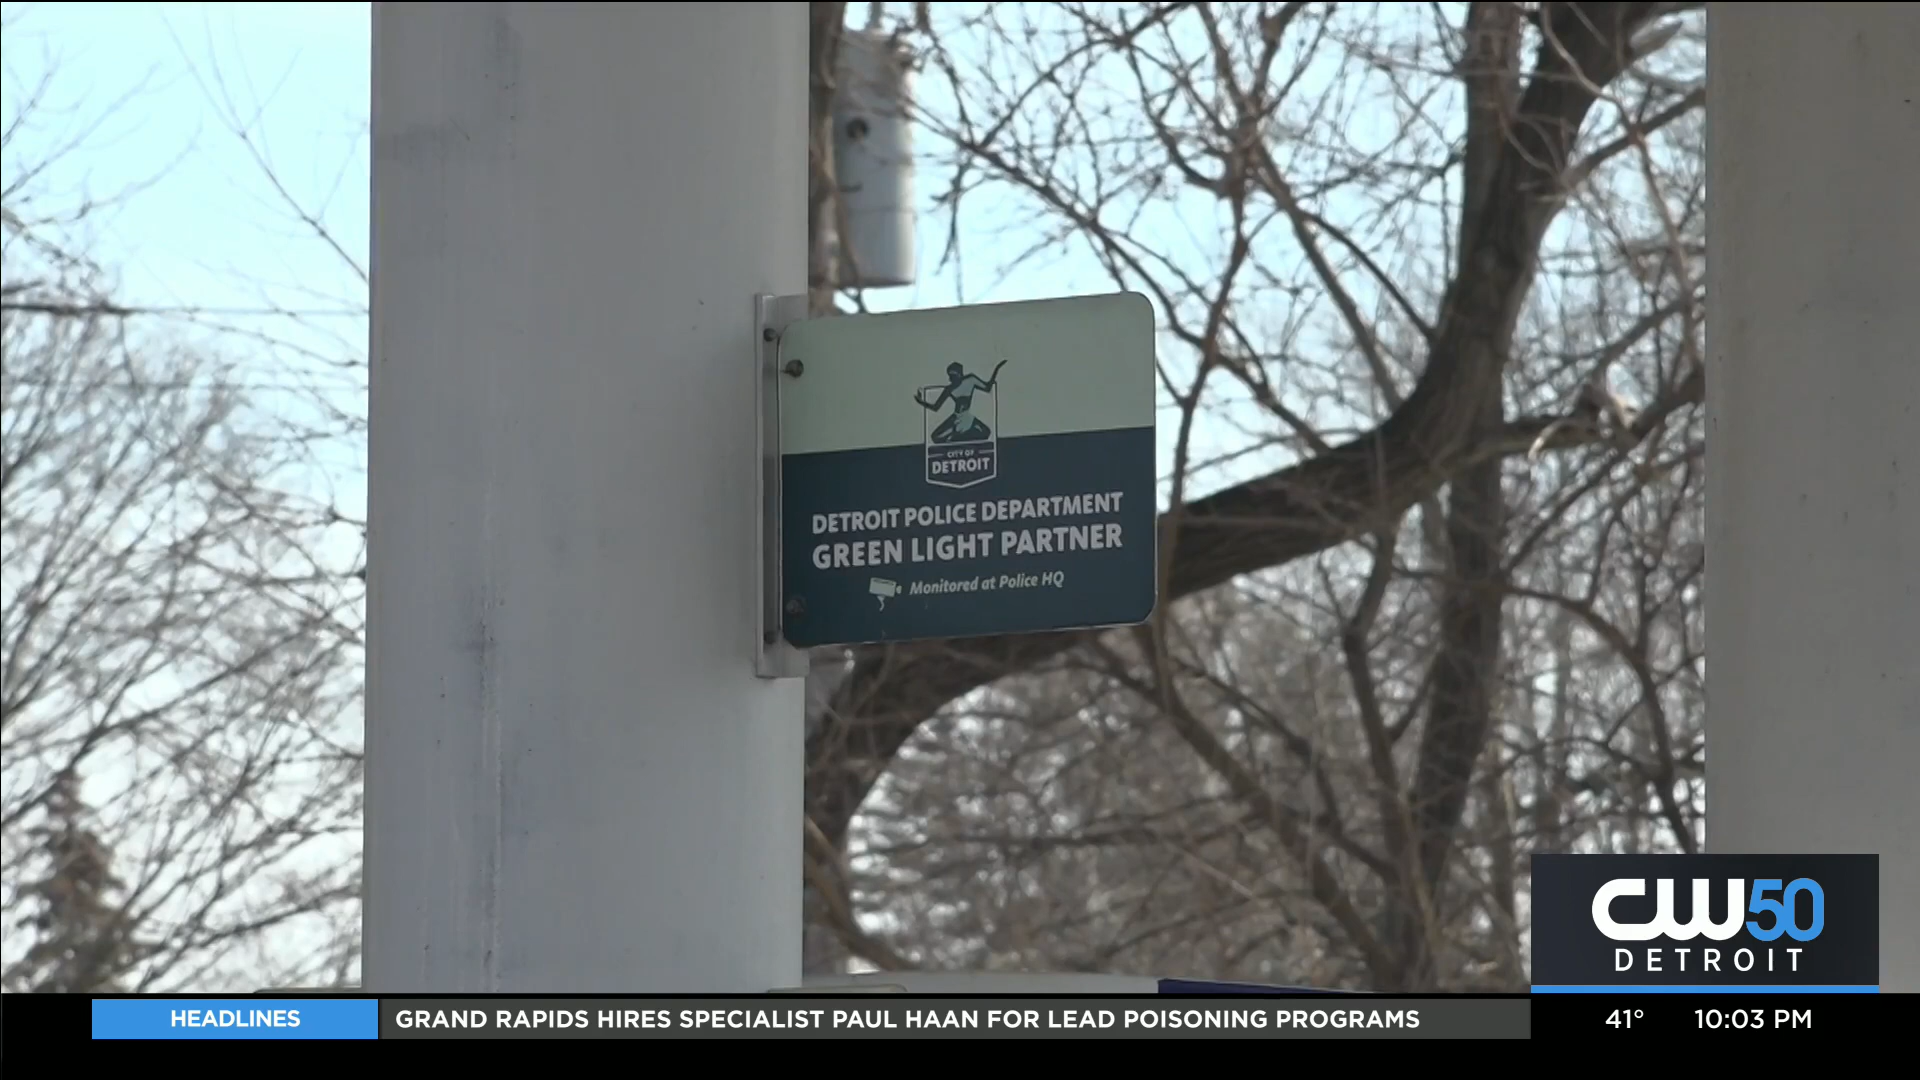 CITY OF
DETROIT
DETROIT POLICE DEPARTMENT
GREEN LIGHT PARTNER
Monitored at Police HQ
CW50
DETROIT
HEADLINES
GRAND RAPIDS HIRES SPECIALIST PAUL HAAN FOR LEAD POISONING PROGRAMS
41° 10:03 PM